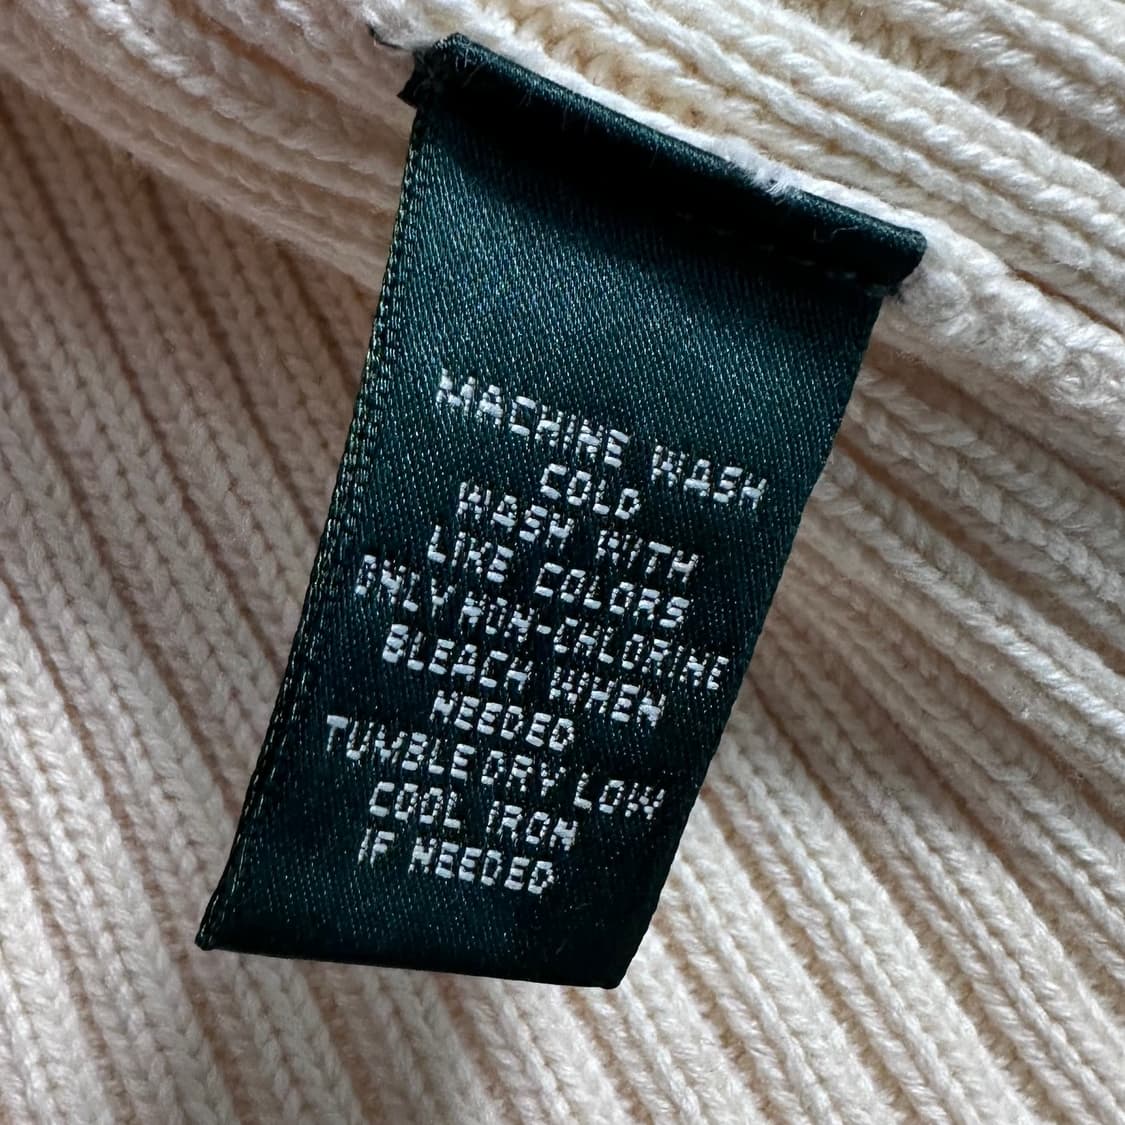 MACHINE WASH
COLD
WASH WITH
LIKE COLORS
ONLY NON-CHLORINE
BLEACH WHEN
NEEDED
TUMBLE DRY LOW
COOL IRON
IF NEEDED